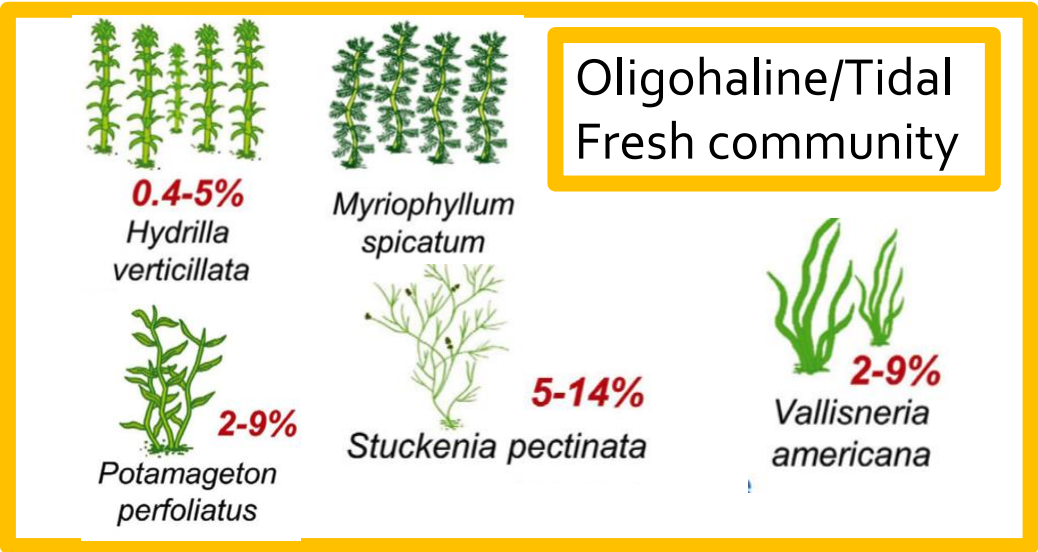 Oligohaline/Tidal
Fresh community
0.4-5%
Hydrilla
verticillata
Myriophyllum
spicatum
2-9%
Potamageton
perfoliatus
5-14%
Stuckenia pectinata
2-9%
Vallisneria
americana